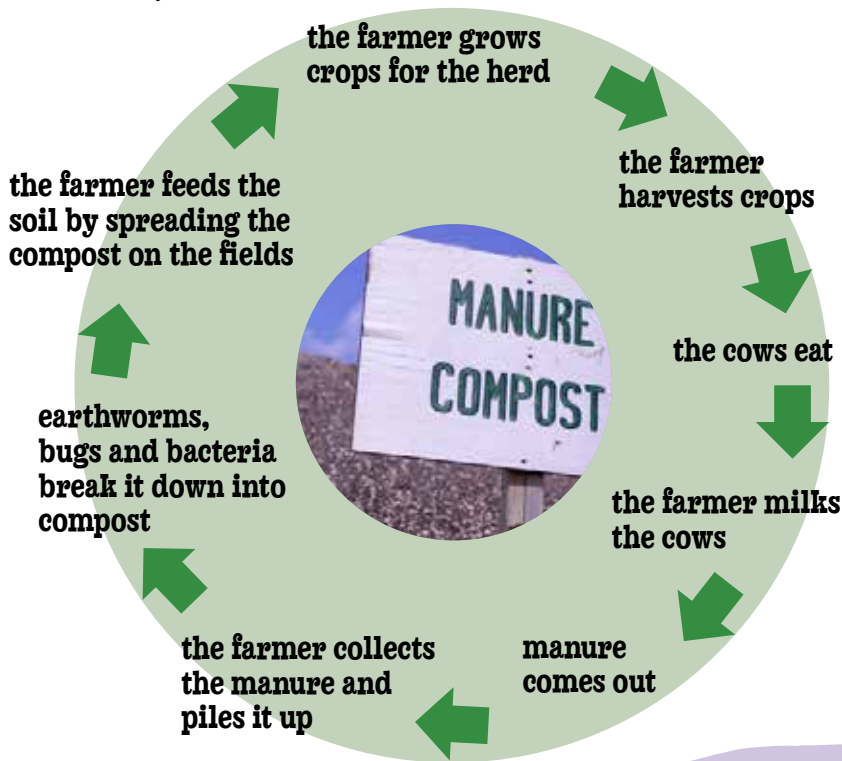 the farmer grows
crops for the herd
the farmer
harvests crops
the cows eat
the farmer milks
the cows
manure
comes out
the farmer collects
the manure and
piles it up
earthworms,
bugs and bacteria
break it down into
compost
the farmer feeds the
soil by spreading the
compost on the fields
MANURE
COMPOST